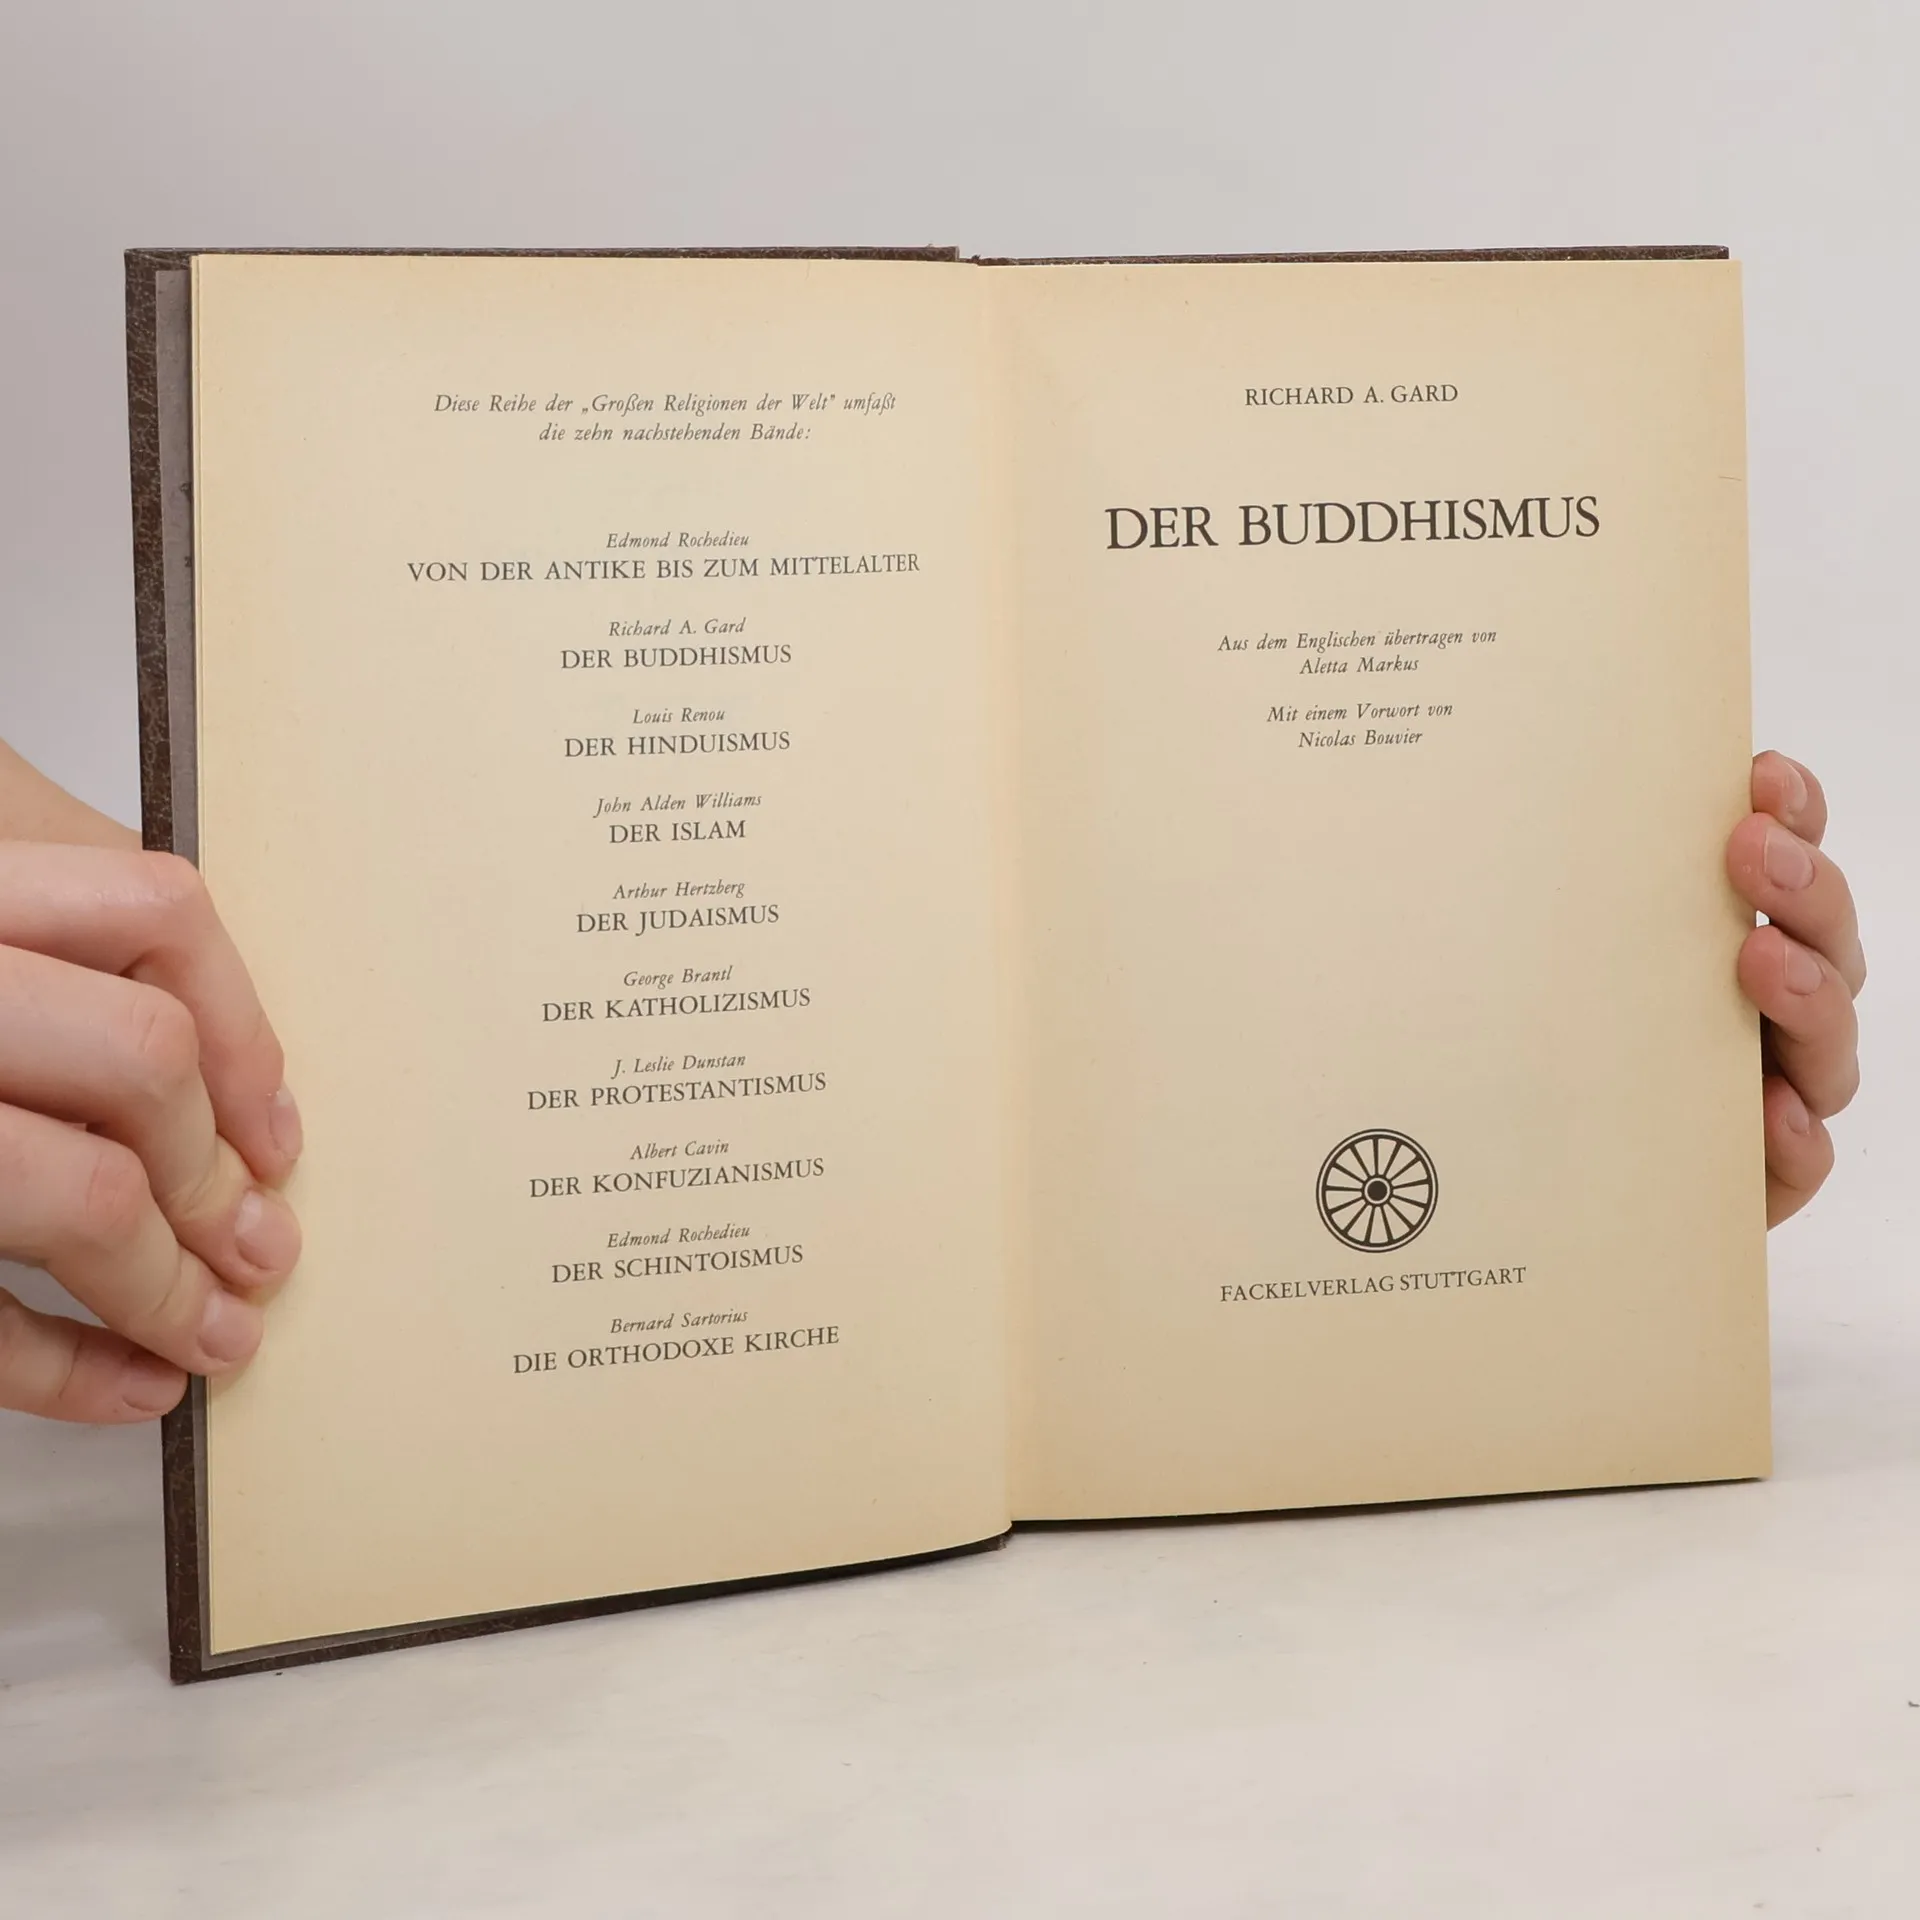 Diese Reihe der „Großen Religionen der Welt" umfaßt
die zehn nachstehenden Bände:
Edmond Rochedieu
VON DER ANTIKE BIS ZUM MITTELALTER
Richard A. Gard
DER BUDDHISMUS
Louis Renou
DER HINDUISMUS
John Alden Williams
DER ISLAM
Arthur Hertzberg
DER JUDAISMUS
George Brantl
DER KATHOLIZISMUS
J. Leslie Dunstan
DER PROTESTANTISMUS
Albert Cavin
DER KONFUZIANISMUS
Edmond Rochedieu
DER SCHINTOISMUS
Bernard Sartorius
DIE ORTHODOXE KIRCHE
RICHARD A. GARD
DER BUDDHISMUS
Aus dem Englischen übertragen von
Aletta Markus
Mit einem Vorwort von
Nicolas Bouvier
FACKELVERLAG STUTTGART